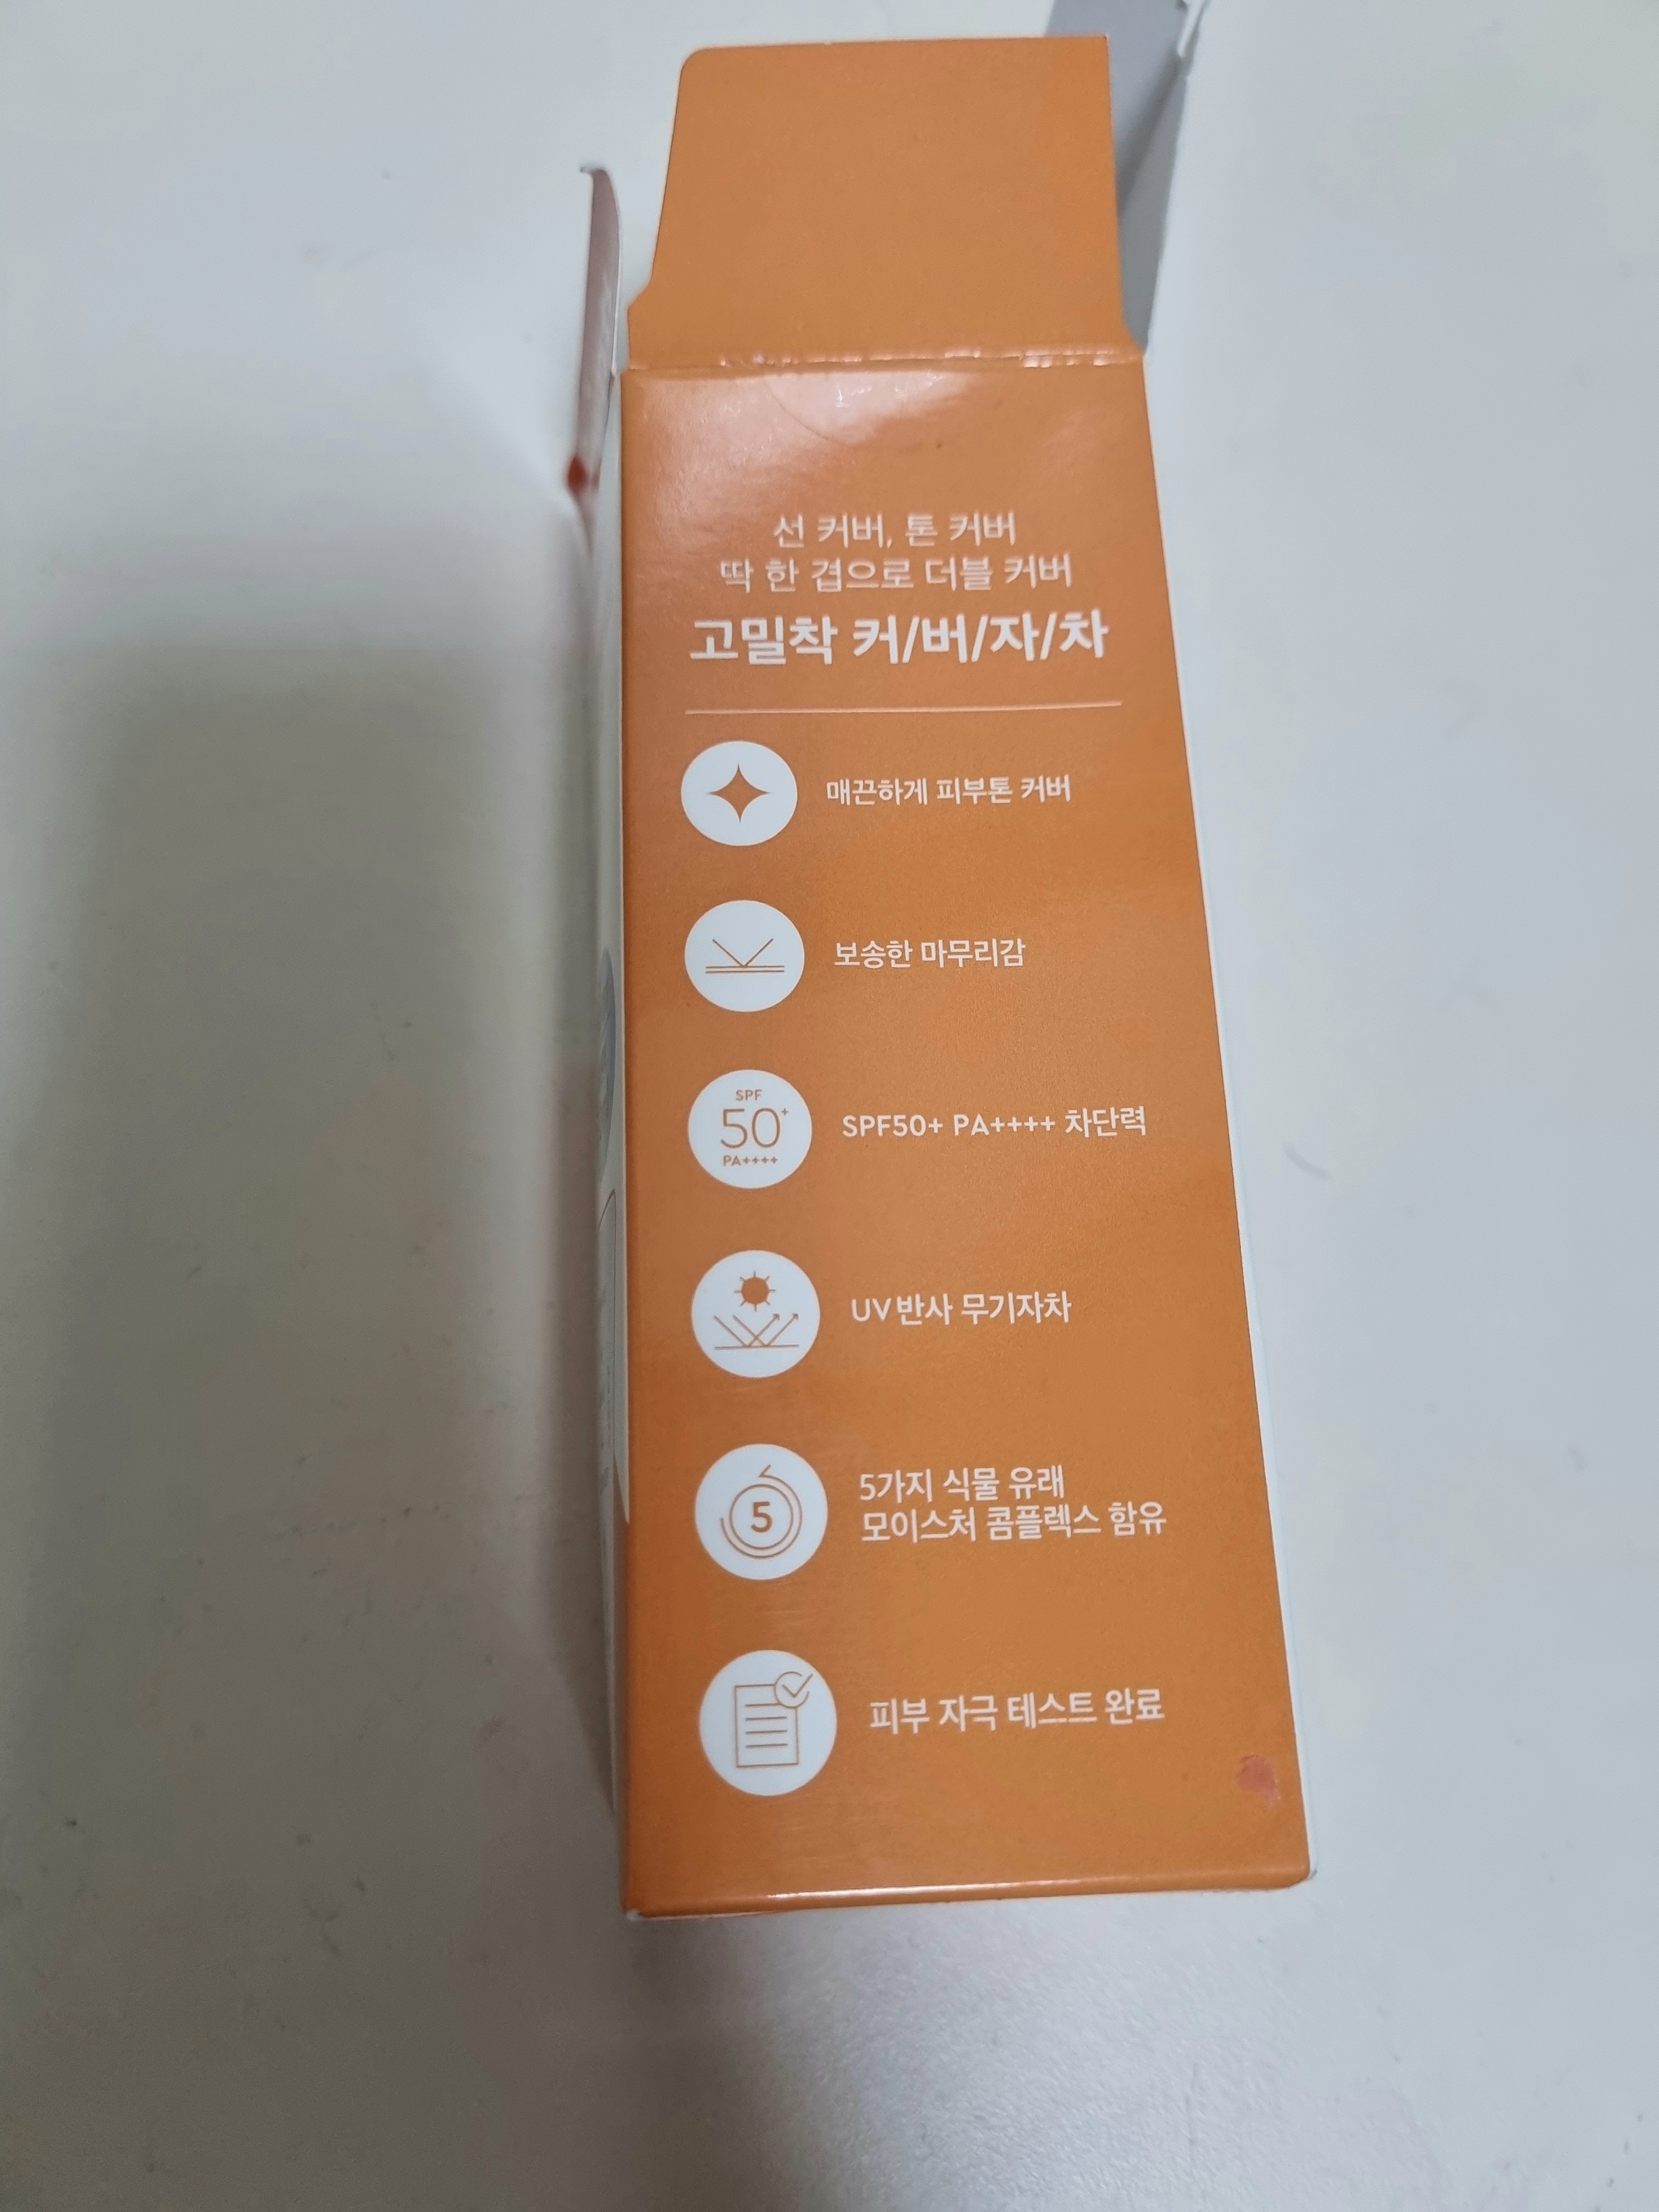 선 커버, 톤 커버
딱 한 겹으로 더블 커버
고밀착 커/버/자/차
매끈하게 피부톤 커버
보송한 마무리감
SPF
50+
PA++++
SPF50+ PA++++ 차단력
UV반사 무기자차
5
5가지 식물 유래
모이스처 콤플렉스 함유
피부 자극 테스트 완료